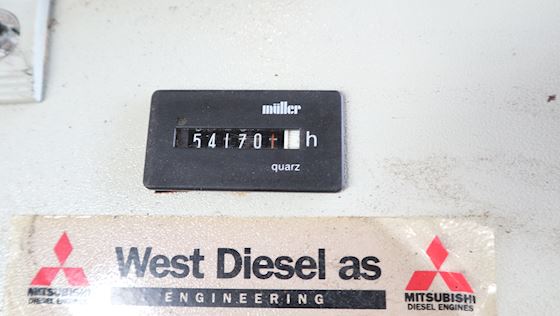 müller
54170 h
quarz
West Diesel as
ENGINEERING
MITSUBISHI
DIESEL ENGINES
MITSUBISHI
DIESEL ENGINES